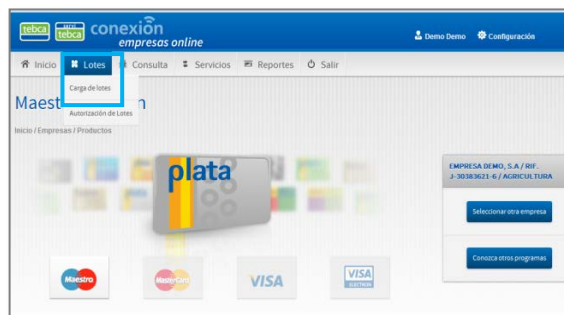 tebca tebca conexión
empresas online
Demo Demo Configuración
Inicio Lotes Consulta Servicios Reportes Salir
Carga de lotes
Autorización de Lotes
Maest n
Inicio / Empresas / Productos
plata
EMPRESA DEMO, S.A / RIF.
J-30383621-6 / AGRICULTURA
Seleccionar otra empresa
Conozca otros programas
Maestro MasterCard VISA VISA
ELECTRON